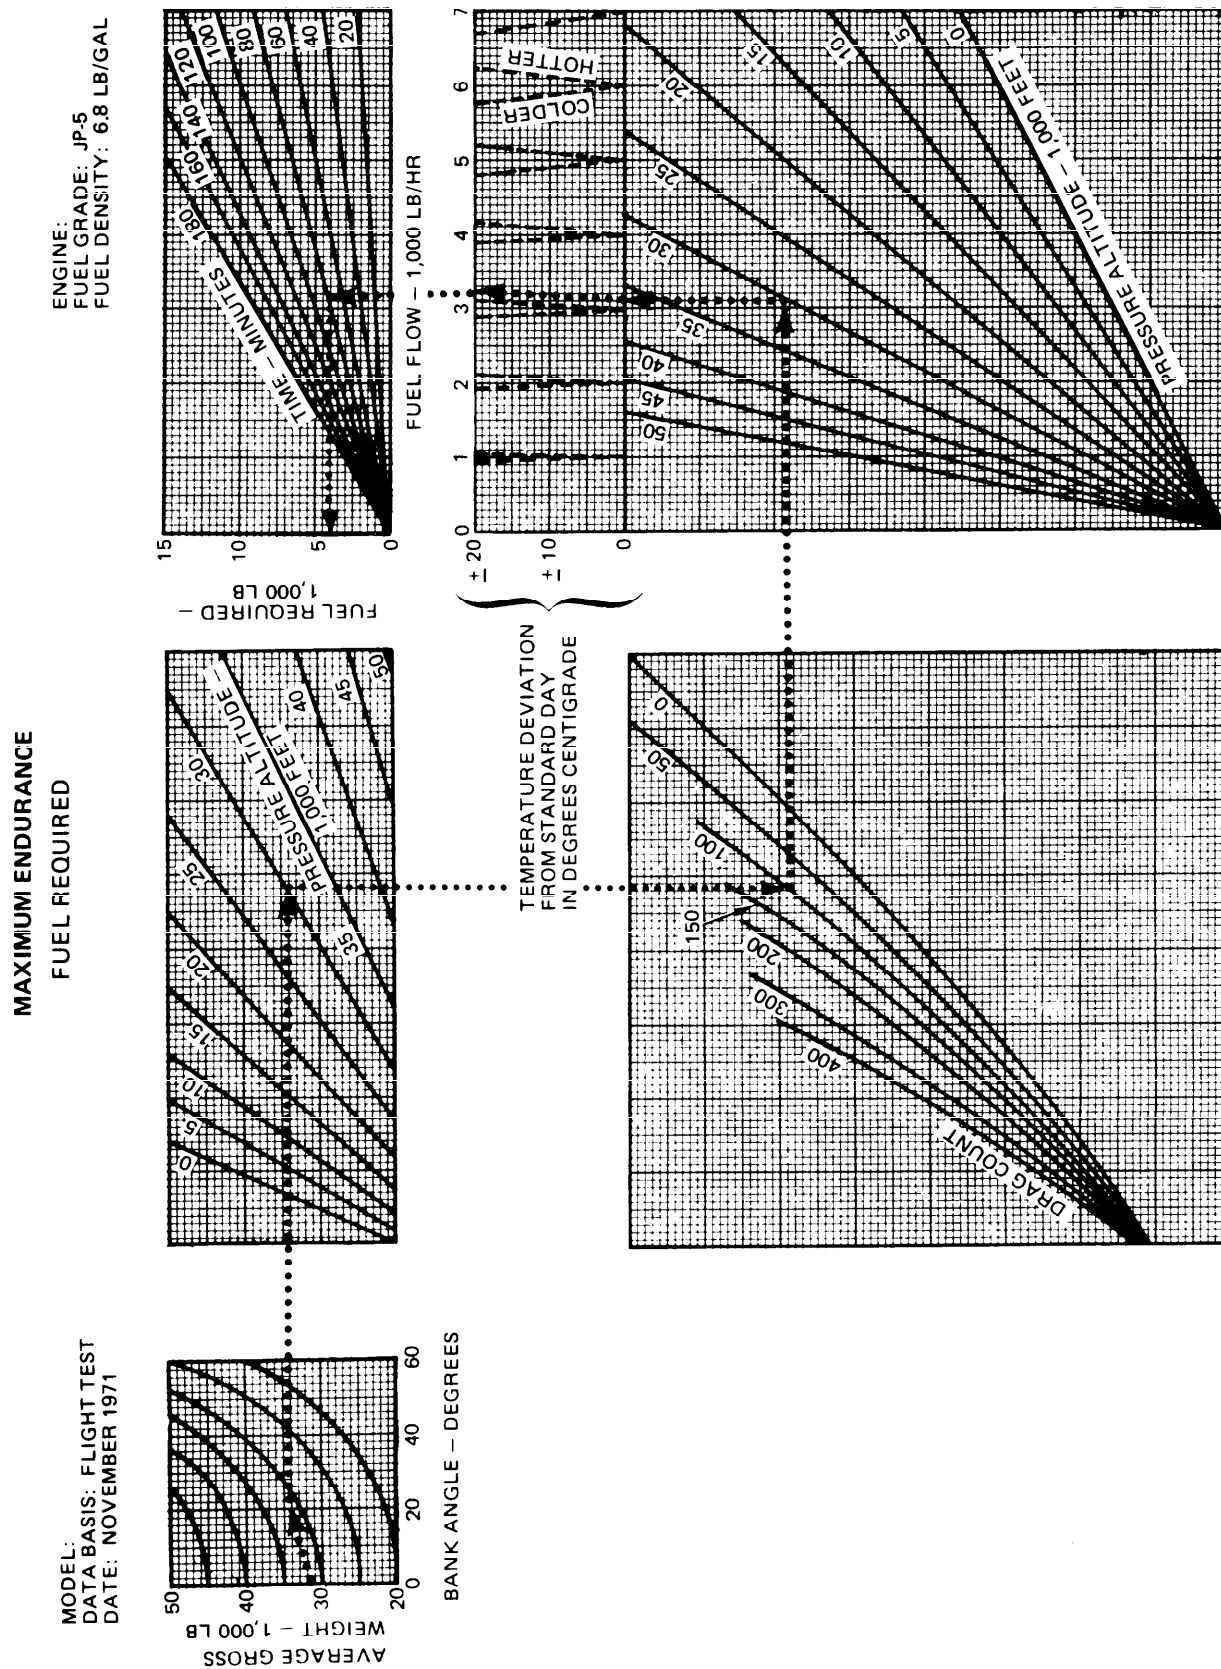 MAXIMUM ENDURANCE
FUEL REQUIRED
MODEL:
DATA BASIS: FLIGHT TEST
DATE: NOVEMBER 1971
ENGINE:
FUEL GRADE: JP-5
FUEL DENSITY: 6.8 LB/GAL
AVERAGE GROSS
WEIGHT – 1,000 LB
50
40
30
20
0
20
40
60
BANK ANGLE – DEGREES
0
5
10
15
20
25
30
35
40
45
50
PRESSURE ALTITUDE –
1,000 FEET
FUEL REQUIRED –
1,000 LB
15
10
5
0
TIME – MINUTES
180
160
140
120
100
80
60
40
20
FUEL FLOW – 1,000 LB/HR
0
1
2
3
4
5
6
7
± 20
± 10
0
COLDER
HOTTER
TEMPERATURE DEVIATION
FROM STANDARD DAY
IN DEGREES CENTIGRADE
50
45
40
35
30
25
20
15
10
5
0
PRESSURE ALTITUDE – 1,000 FEET
DRAG COUNT
400
300
200
150
100
50
0